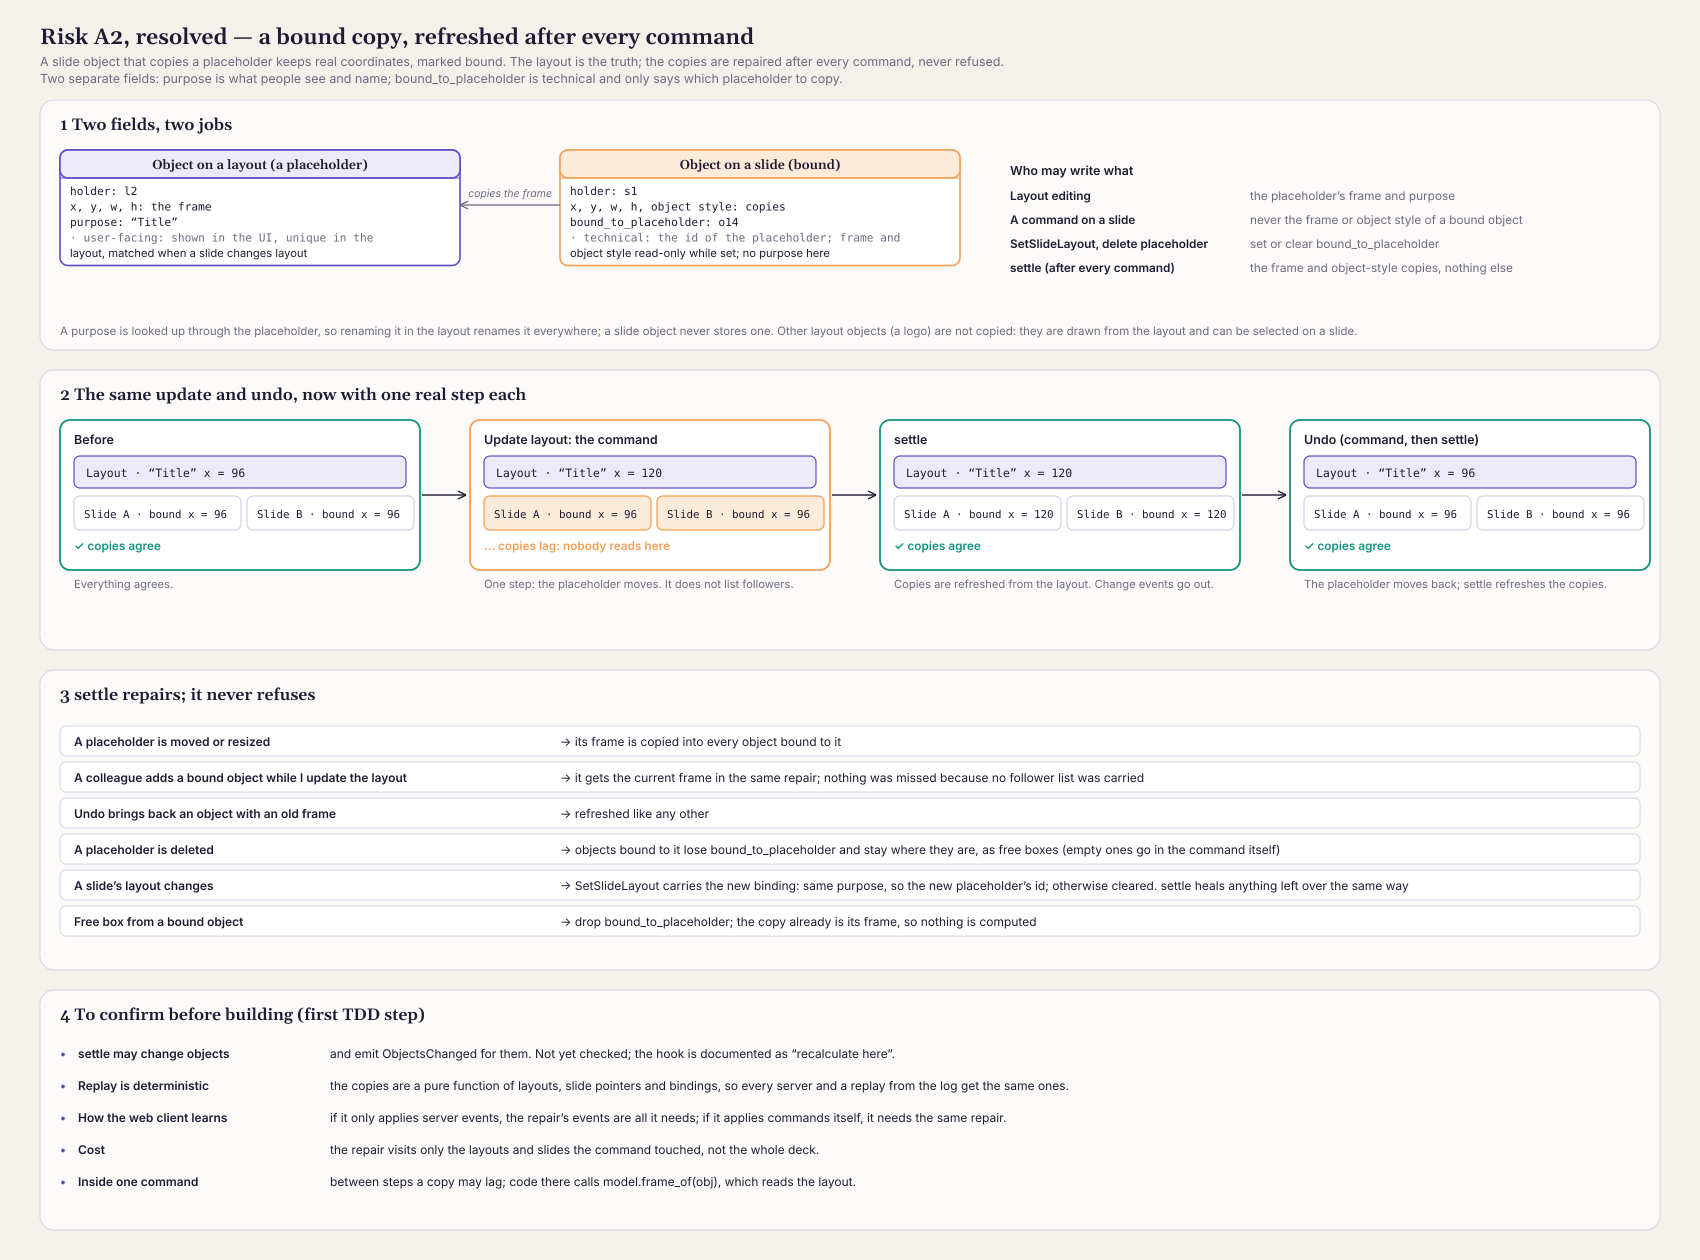 Risk A2, resolved — a bound copy, refreshed after every command
A slide object that copies a placeholder keeps real coordinates, marked bound. The layout is the truth; the copies are repaired after every command, never refused.
Two separate fields: purpose is what people see and name; bound_to_placeholder is technical and only says which placeholder to copy.
1 Two fields, two jobs
Object on a layout (a placeholder)
holder: l2
x, y, w, h: the frame
purpose: “Title”
· user-facing: shown in the UI, unique in the
layout, matched when a slide changes layout
copies the frame
Object on a slide (bound)
holder: s1
x, y, w, h, object style: copies
bound_to_placeholder: o14
· technical: the id of the placeholder; frame and
object style read-only while set; no purpose here
Who may write what
Layout editing the placeholder’s frame and purpose
A command on a slide never the frame or object style of a bound object
SetSlideLayout, delete placeholder set or clear bound_to_placeholder
settle (after every command) the frame and object-style copies, nothing else
A purpose is looked up through the placeholder, so renaming it in the layout renames it everywhere; a slide object never stores one. Other layout objects (a logo) are not copied: they are drawn from the layout and can be selected on a slide.
2 The same update and undo, now with one real step each
Before
Layout · “Title” x = 96
Slide A · bound x = 96
Slide B · bound x = 96
✓ copies agree
Everything agrees.
Update layout: the command
Layout · “Title” x = 120
Slide A · bound x = 96
Slide B · bound x = 96
… copies lag: nobody reads here
One step: the placeholder moves. It does not list followers.
settle
Layout · “Title” x = 120
Slide A · bound x = 120
Slide B · bound x = 120
✓ copies agree
Copies are refreshed from the layout. Change events go out.
Undo (command, then settle)
Layout · “Title” x = 96
Slide A · bound x = 96
Slide B · bound x = 96
✓ copies agree
The placeholder moves back; settle refreshes the copies.
3 settle repairs; it never refuses
A placeholder is moved or resized → its frame is copied into every object bound to it
A colleague adds a bound object while I update the layout → it gets the current frame in the same repair; nothing was missed because no follower list was carried
Undo brings back an object with an old frame → refreshed like any other
A placeholder is deleted → objects bound to it lose bound_to_placeholder and stay where they are, as free boxes (empty ones go in the command itself)
A slide’s layout changes → SetSlideLayout carries the new binding: same purpose, so the new placeholder’s id; otherwise cleared. settle heals anything left over the same way
Free box from a bound object → drop bound_to_placeholder; the copy already is its frame, so nothing is computed
4 To confirm before building (first TDD step)
• settle may change objects and emit ObjectsChanged for them. Not yet checked; the hook is documented as “recalculate here”.
• Replay is deterministic the copies are a pure function of layouts, slide pointers and bindings, so every server and a replay from the log get the same ones.
• How the web client learns if it only applies server events, the repair’s events are all it needs; if it applies commands itself, it needs the same repair.
• Cost the repair visits only the layouts and slides the command touched, not the whole deck.
• Inside one command between steps a copy may lag; code there calls model.frame_of(obj), which reads the layout.